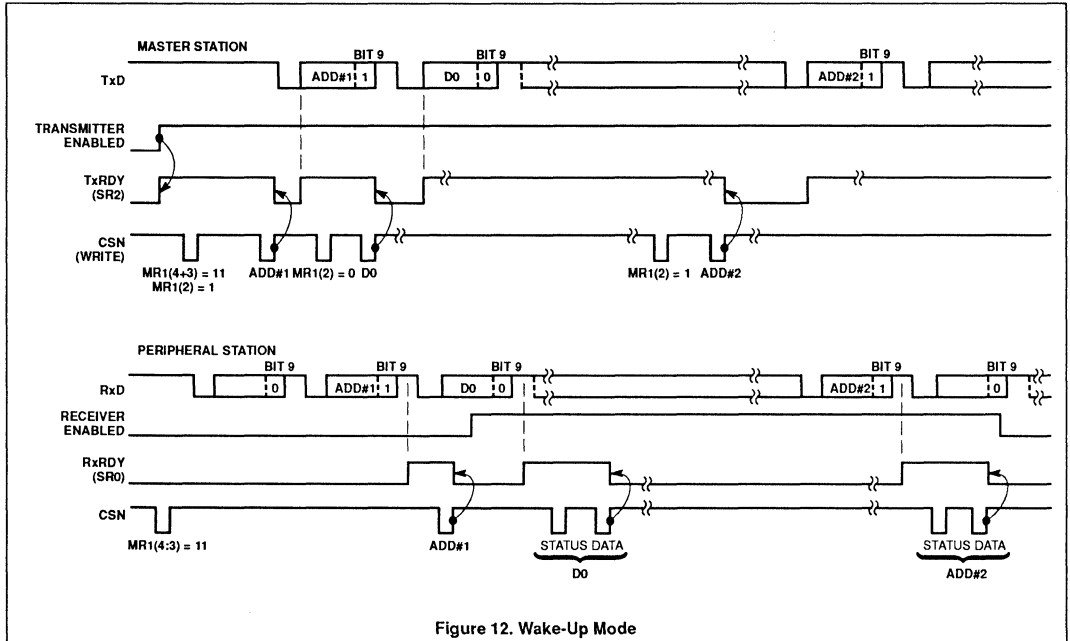 MASTER STATION
BIT 9 BIT 9 BIT 9
TxD ADD#1 1 D0 0 ADD#2 1
TRANSMITTER
ENABLED
TxRDY
(SR2)
CSN
(WRITE)
MR1(4+3) = 11 ADD#1 MR1(2) = 0 D0 MR1(2) = 1 ADD#2
MR1(2) = 1
PERIPHERAL STATION
BIT 9 BIT 9 BIT 9 BIT 9 BIT 9
RxD 0 ADD#1 1 D0 0 ADD#2 1 0
RECEIVER
ENABLED
RxRDY
(SR0)
CSN
MR1(4:3) = 11 ADD#1 STATUS DATA STATUS DATA
D0 ADD#2
Figure 12. Wake-Up Mode